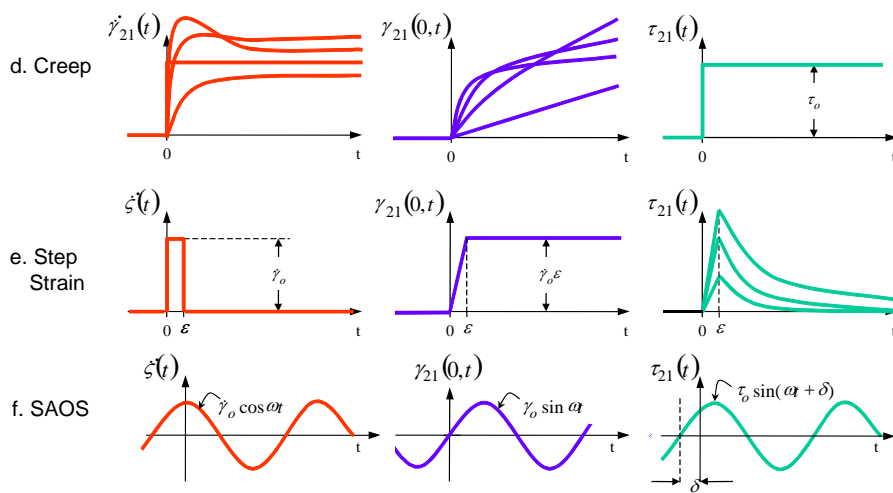 γ̇₂₁(t) γ₂₁(0,t) τ₂₁(t)
d. Creep
τₒ
0 t 0 t 0 t
ς̇(t) γ₂₁(0,t) τ₂₁(t)
e. Step
Strain
γ̇ₒ γ̇ₒε
0 ε t 0 ε t 0 ε t
ς̇(t) γ₂₁(0,t) τ₂₁(t)
f. SAOS
γ̇ₒ cos ωt γₒ sin ωt τₒ sin(ωt + δ)
t t t
δ